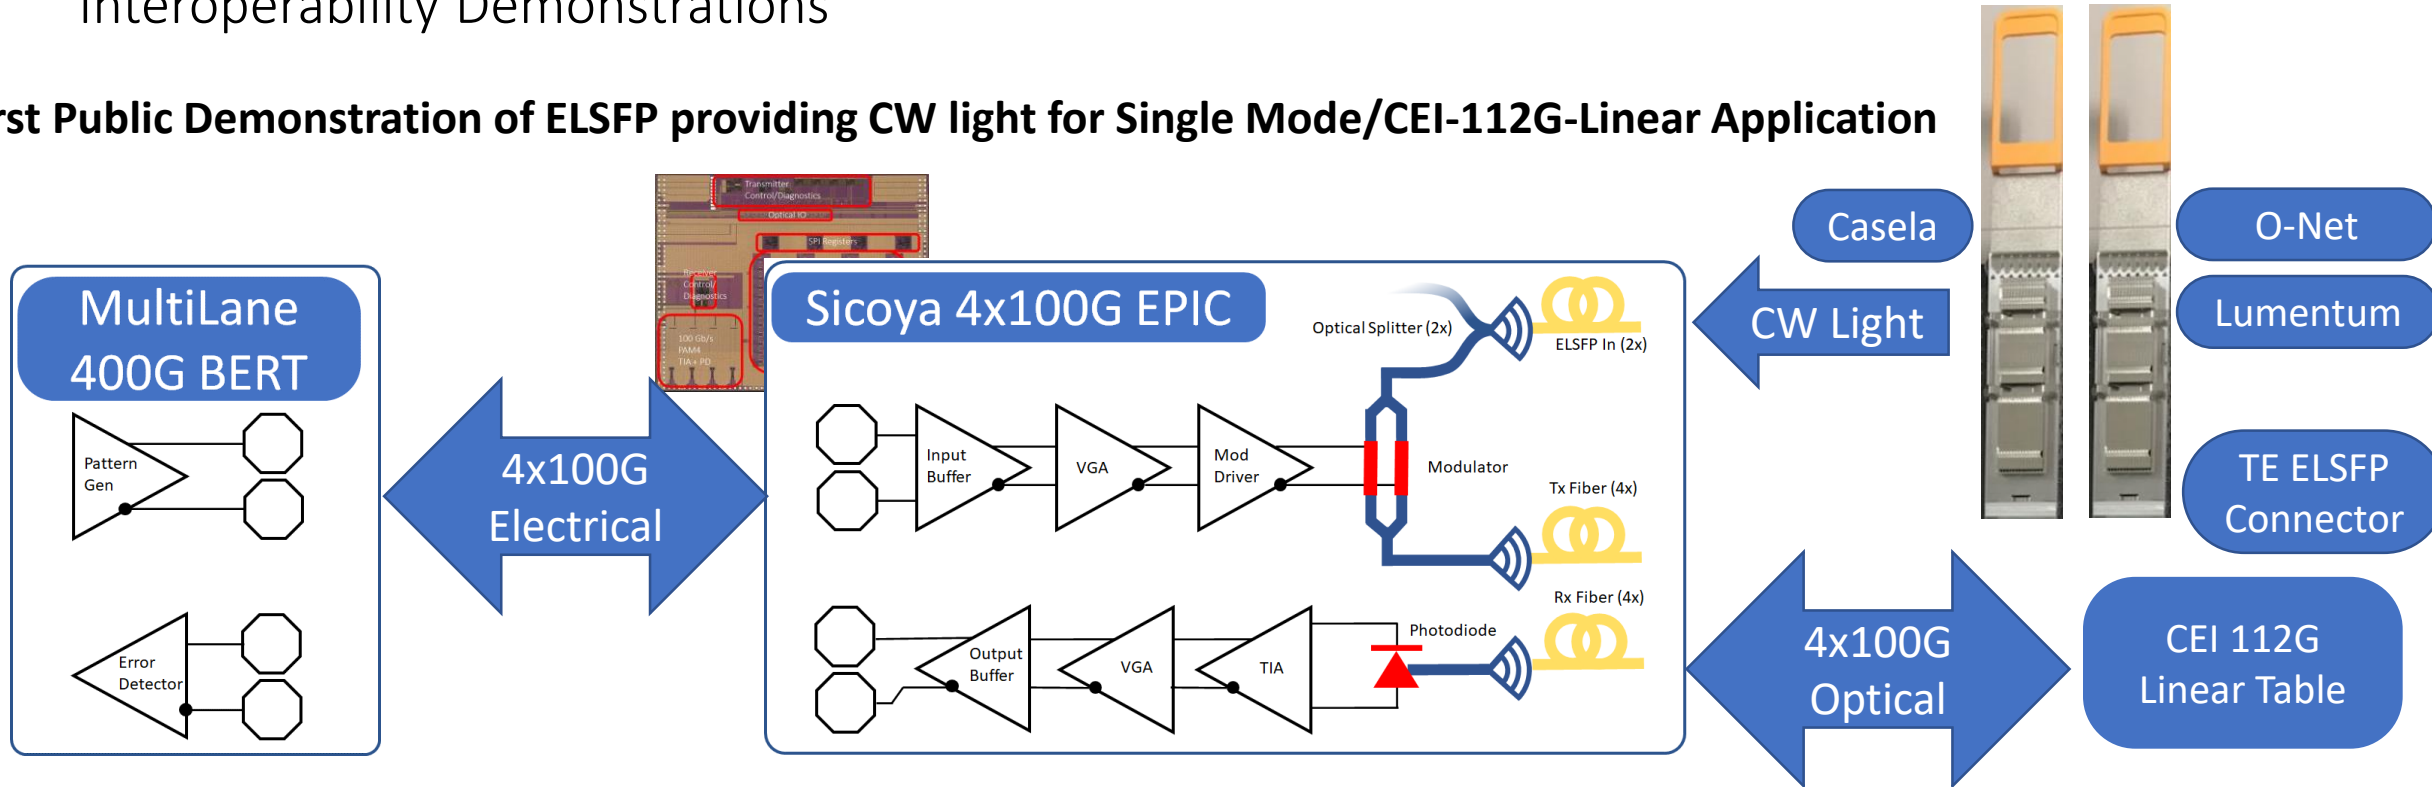 Interoperability Demonstrations
rst Public Demonstration of ELSFP providing CW light for Single Mode/CEI-112G-Linear Application
Transmitter
Control/Diagnostics
Optical IO
SPI Registers
Receiver
Control/
Diagnostics
100 Gb/s
PAM4
TIA + PD
MultiLane
400G BERT
Pattern
Gen
Error
Detector
4x100G
Electrical
Sicoya 4x100G EPIC
Optical Splitter (2x)
ELSFP In (2x)
Input
Buffer
VGA
Mod
Driver
Modulator
Tx Fiber (4x)
Rx Fiber (4x)
Photodiode
Output
Buffer
VGA
TIA
Casela
CW Light
O-Net
Lumentum
TE ELSFP
Connector
4x100G
Optical
CEI 112G
Linear Table